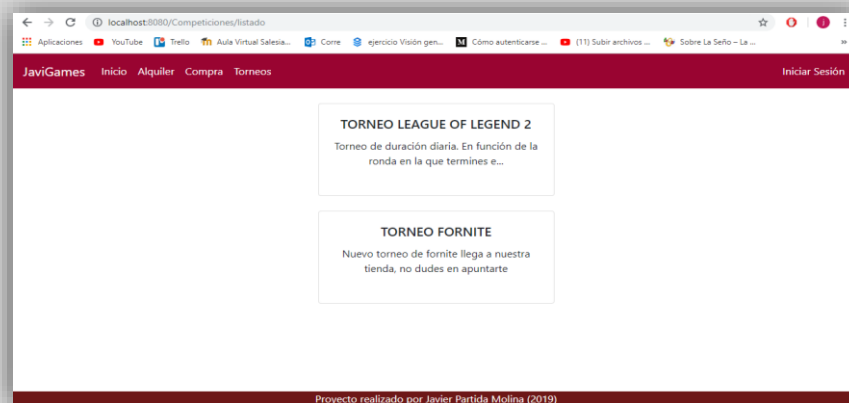 localhost:8080/Competiciones/listado
Aplicaciones YouTube Trello Aula Virtual Salesia... Corre ejercicio Visión gen... Cómo autenticarse ... (11) Subir archivos ... Sobre La Seño – La ... »
JaviGames Inicio Alquiler Compra Torneos Iniciar Sesión
TORNEO LEAGUE OF LEGEND 2
Torneo de duración diaria. En función de la
ronda en la que termines e...
TORNEO FORNITE
Nuevo torneo de fornite llega a nuestra
tienda, no dudes en apuntarte
Proyecto realizado por Javier Partida Molina (2019)